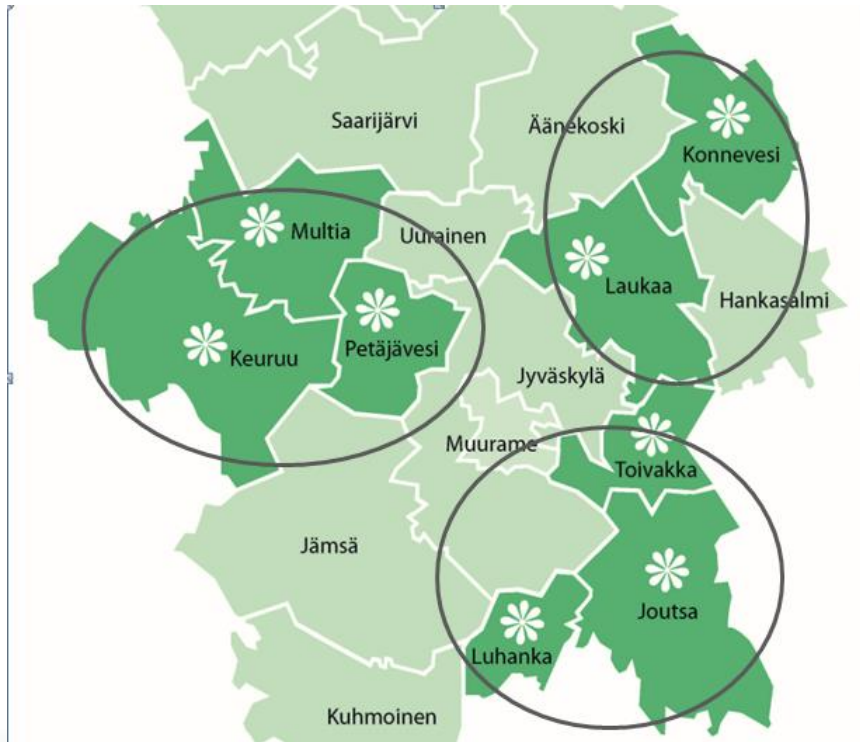 Saarijärvi
Äänekoski
Konnevesi
Multia
Uurainen
Laukaa
Hankasalmi
Keuruu
Petäjävesi
Jyväskylä
Muurame
Toivakka
Jämsä
Joutsa
Luhanka
Kuhmoinen